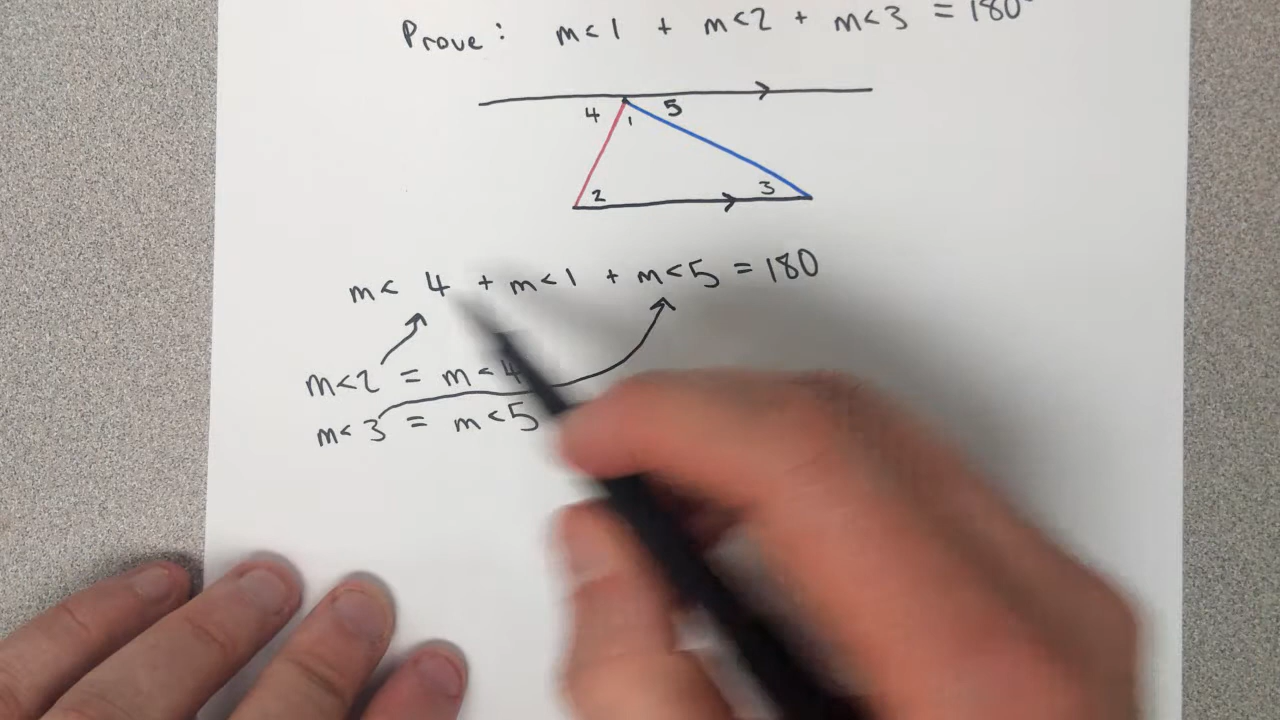 Prove: m<1 + m<2 + m<3 = 180°
4 1 5
2 3
m< 4 + m<1 + m<5 = 180
m<2 = m<4
m<3 = m<5